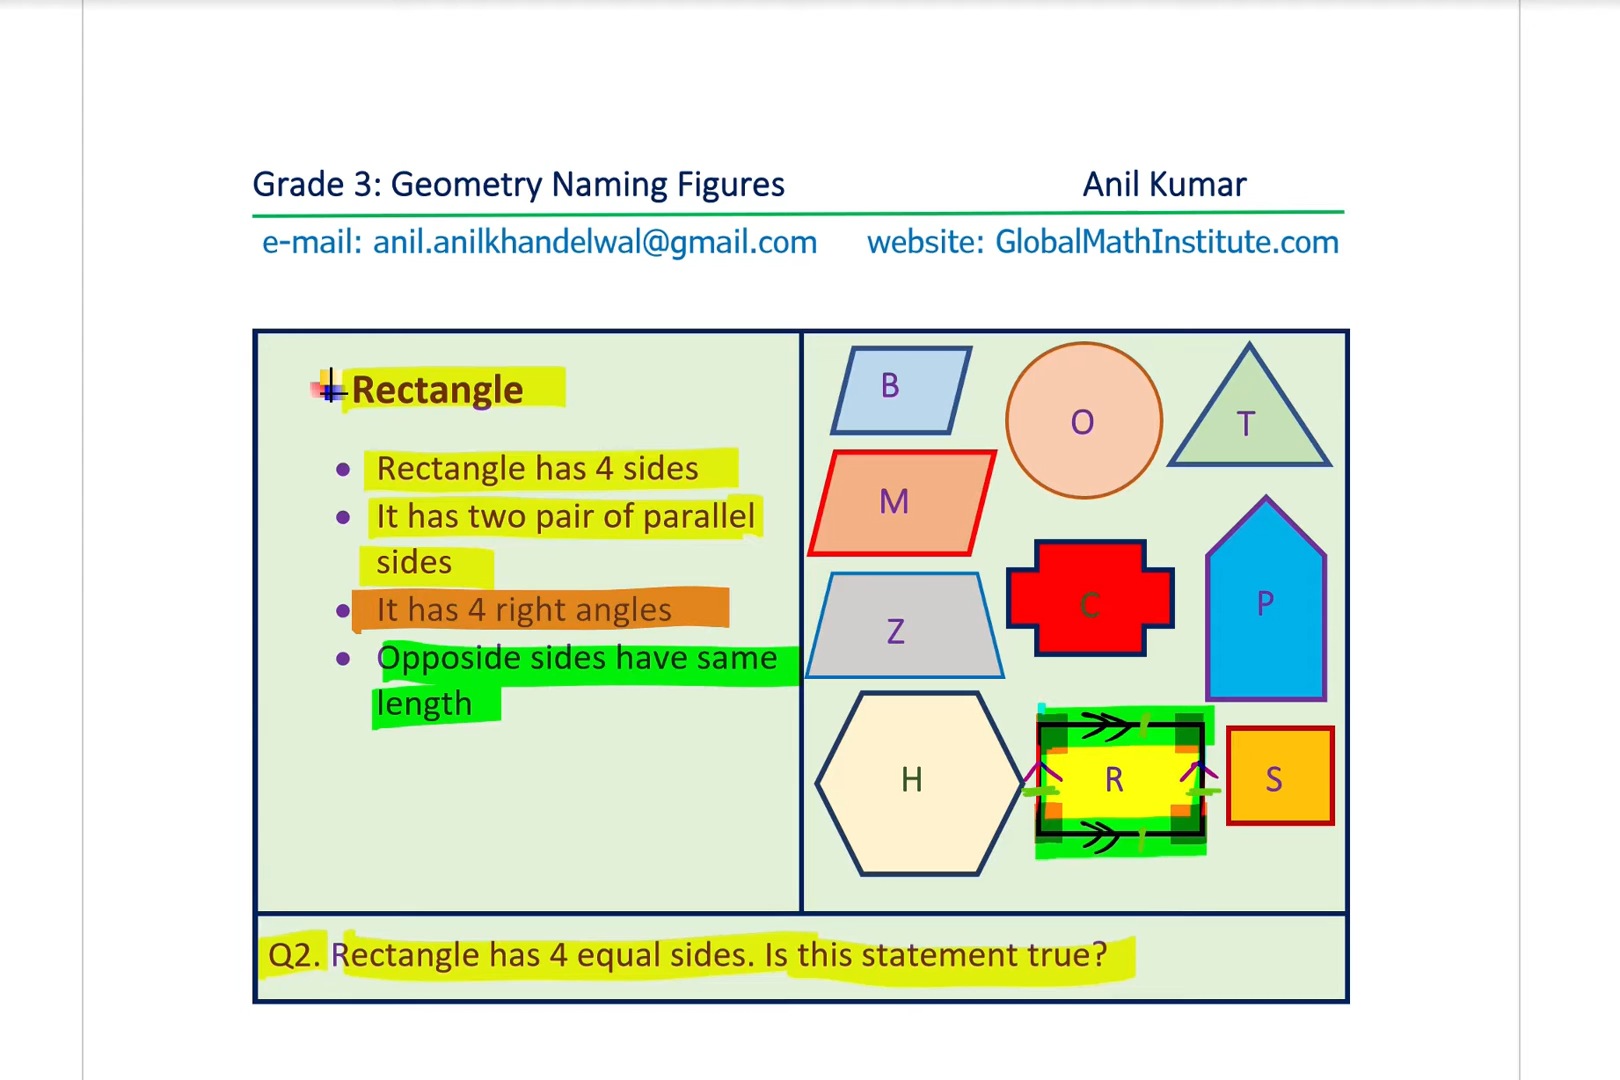 Grade 3: Geometry Naming Figures Anil Kumar
e-mail: anil.anilkhandelwal@gmail.com website: GlobalMathInstitute.com
Rectangle
• Rectangle has 4 sides
• It has two pair of parallel
sides
• It has 4 right angles
• Opposide sides have same
length
B
O
T
M
Z
C
P
H
R
S
Q2. Rectangle has 4 equal sides. Is this statement true?